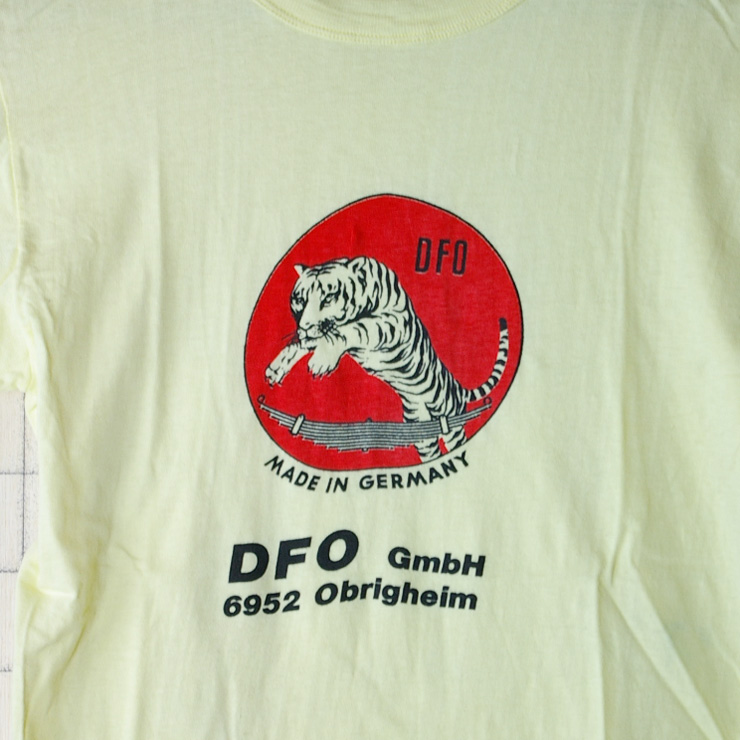 DFO
MADE IN GERMANY
DFO GmbH
6952 Obrigheim